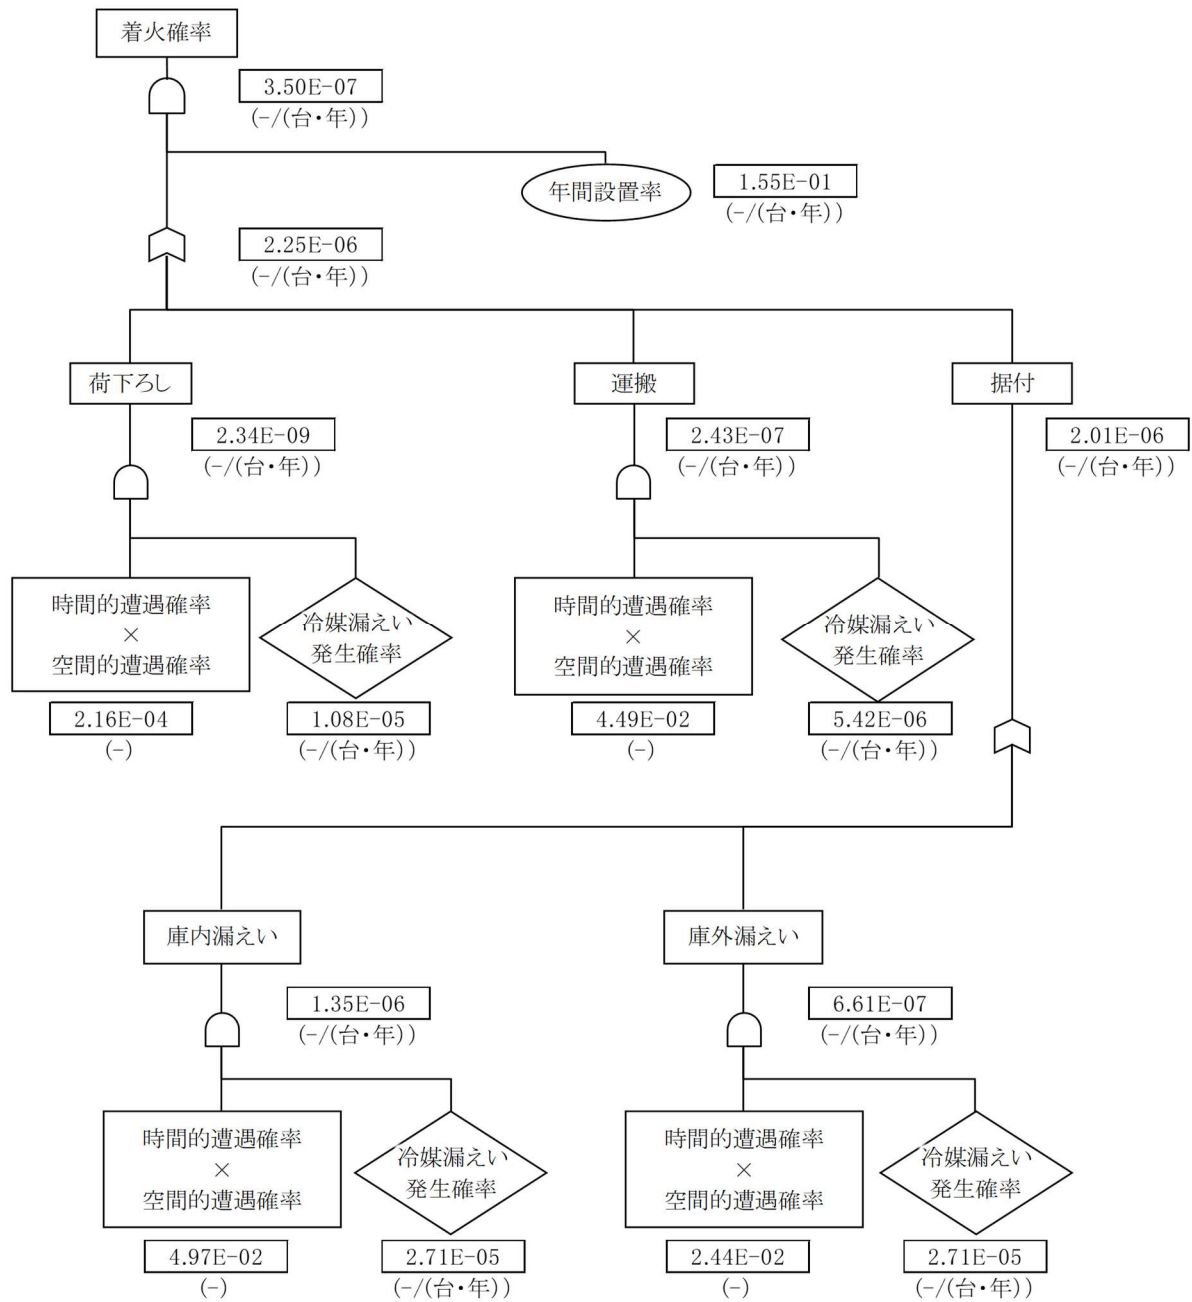 着火確率
3.50E-07
(-/(台・年))
年間設置率
1.55E-01
(-/(台・年))
2.25E-06
(-/(台・年))
荷下ろし
運搬
据付
2.34E-09
(-/(台・年))
2.43E-07
(-/(台・年))
2.01E-06
(-/(台・年))
時間的遭遇確率
×
空間的遭遇確率
2.16E-04
(-)
冷媒漏えい
発生確率
1.08E-05
(-/(台・年))
時間的遭遇確率
×
空間的遭遇確率
4.49E-02
(-)
冷媒漏えい
発生確率
5.42E-06
(-/(台・年))
庫内漏えい
庫外漏えい
1.35E-06
(-/(台・年))
6.61E-07
(-/(台・年))
時間的遭遇確率
×
空間的遭遇確率
4.97E-02
(-)
冷媒漏えい
発生確率
2.71E-05
(-/(台・年))
時間的遭遇確率
×
空間的遭遇確率
2.44E-02
(-)
冷媒漏えい
発生確率
2.71E-05
(-/(台・年))